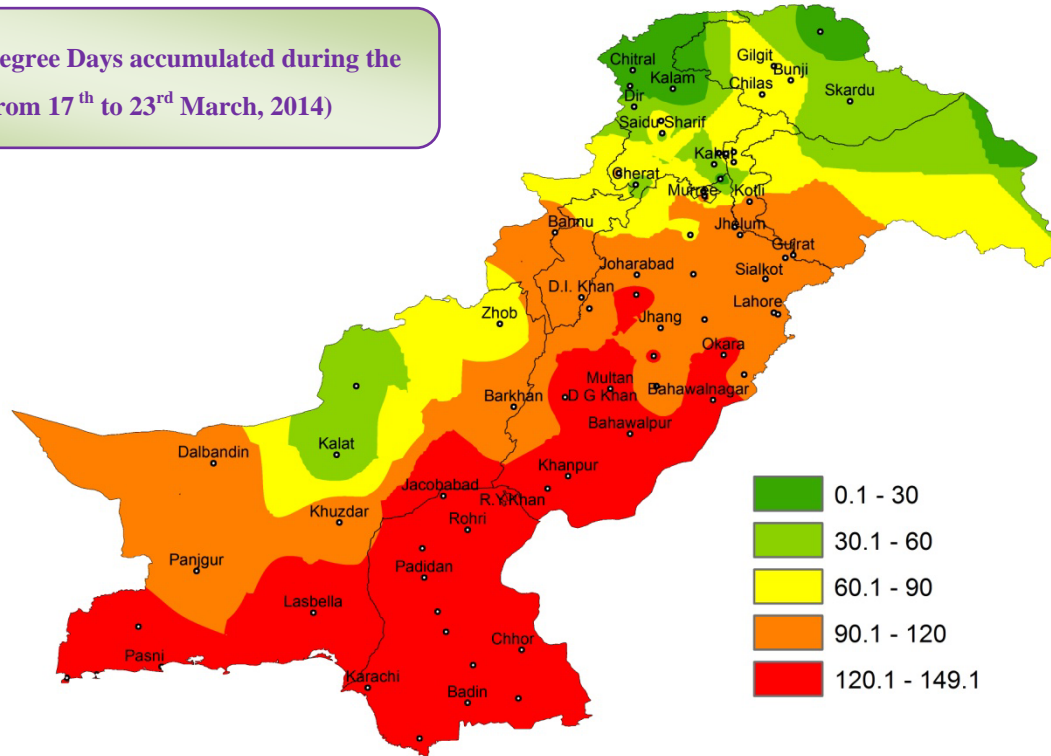 egree Days accumulated during the
rom 17th to 23rd March, 2014)
Chitral
Kalam
Gilgit
Bunji
Chilas
Skardu
Dir
Saidu Sharif
Cherat
Murree
Kotli
Bannu
Jhelum
Gujrat
Joharabad
Sialkot
D.I. Khan
Zhob
Lahore
Jhang
Okara
Multan
Barkhan
D G Khan
Bahawalnagar
Bahawalpur
Kalat
Dalbandin
Khanpur
Jacobabad
R.Y.Khan
Khuzdar
Rohri
Panjgur
Padidan
Lasbella
Chhor
Pasni
Karachi
Badin
0.1 - 30
30.1 - 60
60.1 - 90
90.1 - 120
120.1 - 149.1